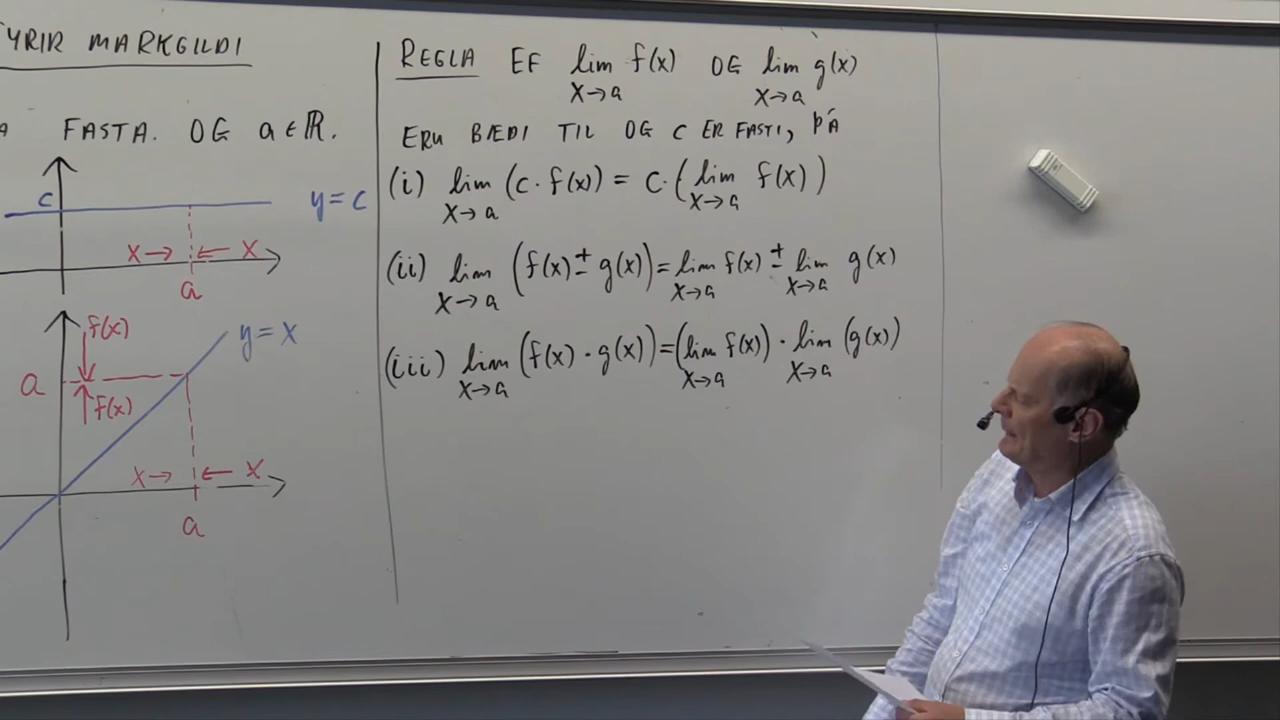 YRIR MARKGILDI
A FASTA. OG a∈ℝ.
c
y=c
x→ ← x
a
f(x)
y=x
a
f(x)
x→ ← x
a
REGLA EF lim f(x) OG lim g(x)
x→a x→a
ERU BÆÐI TIL OG C ER FASTI, ÞÁ
(i) lim (c·f(x)) = c·(lim f(x))
x→a x→a
(ii) lim (f(x)±g(x))=lim f(x) ± lim g(x)
x→a x→a x→a
(iii) lim (f(x)·g(x))=(lim f(x))·lim (g(x))
x→a x→a x→a